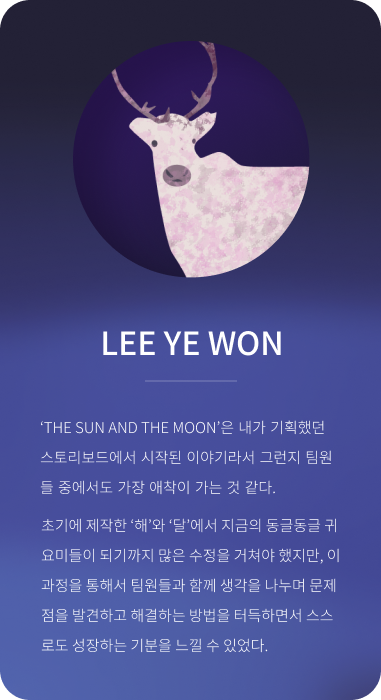 LEE YE WON
‘THE SUN AND THE MOON’은 내가 기획했던
스토리보드에서 시작된 이야기라서 그런지 팀원
들 중에서도 가장 애착이 가는 것 같다.
초기에 제작한 ‘해’와 ‘달’에서 지금의 동글동글 귀
요미들이 되기까지 많은 수정을 거쳐야 했지만, 이
과정을 통해서 팀원들과 함께 생각을 나누며 문제
점을 발견하고 해결하는 방법을 터득하면서 스스
로도 성장하는 기분을 느낄 수 있었다.